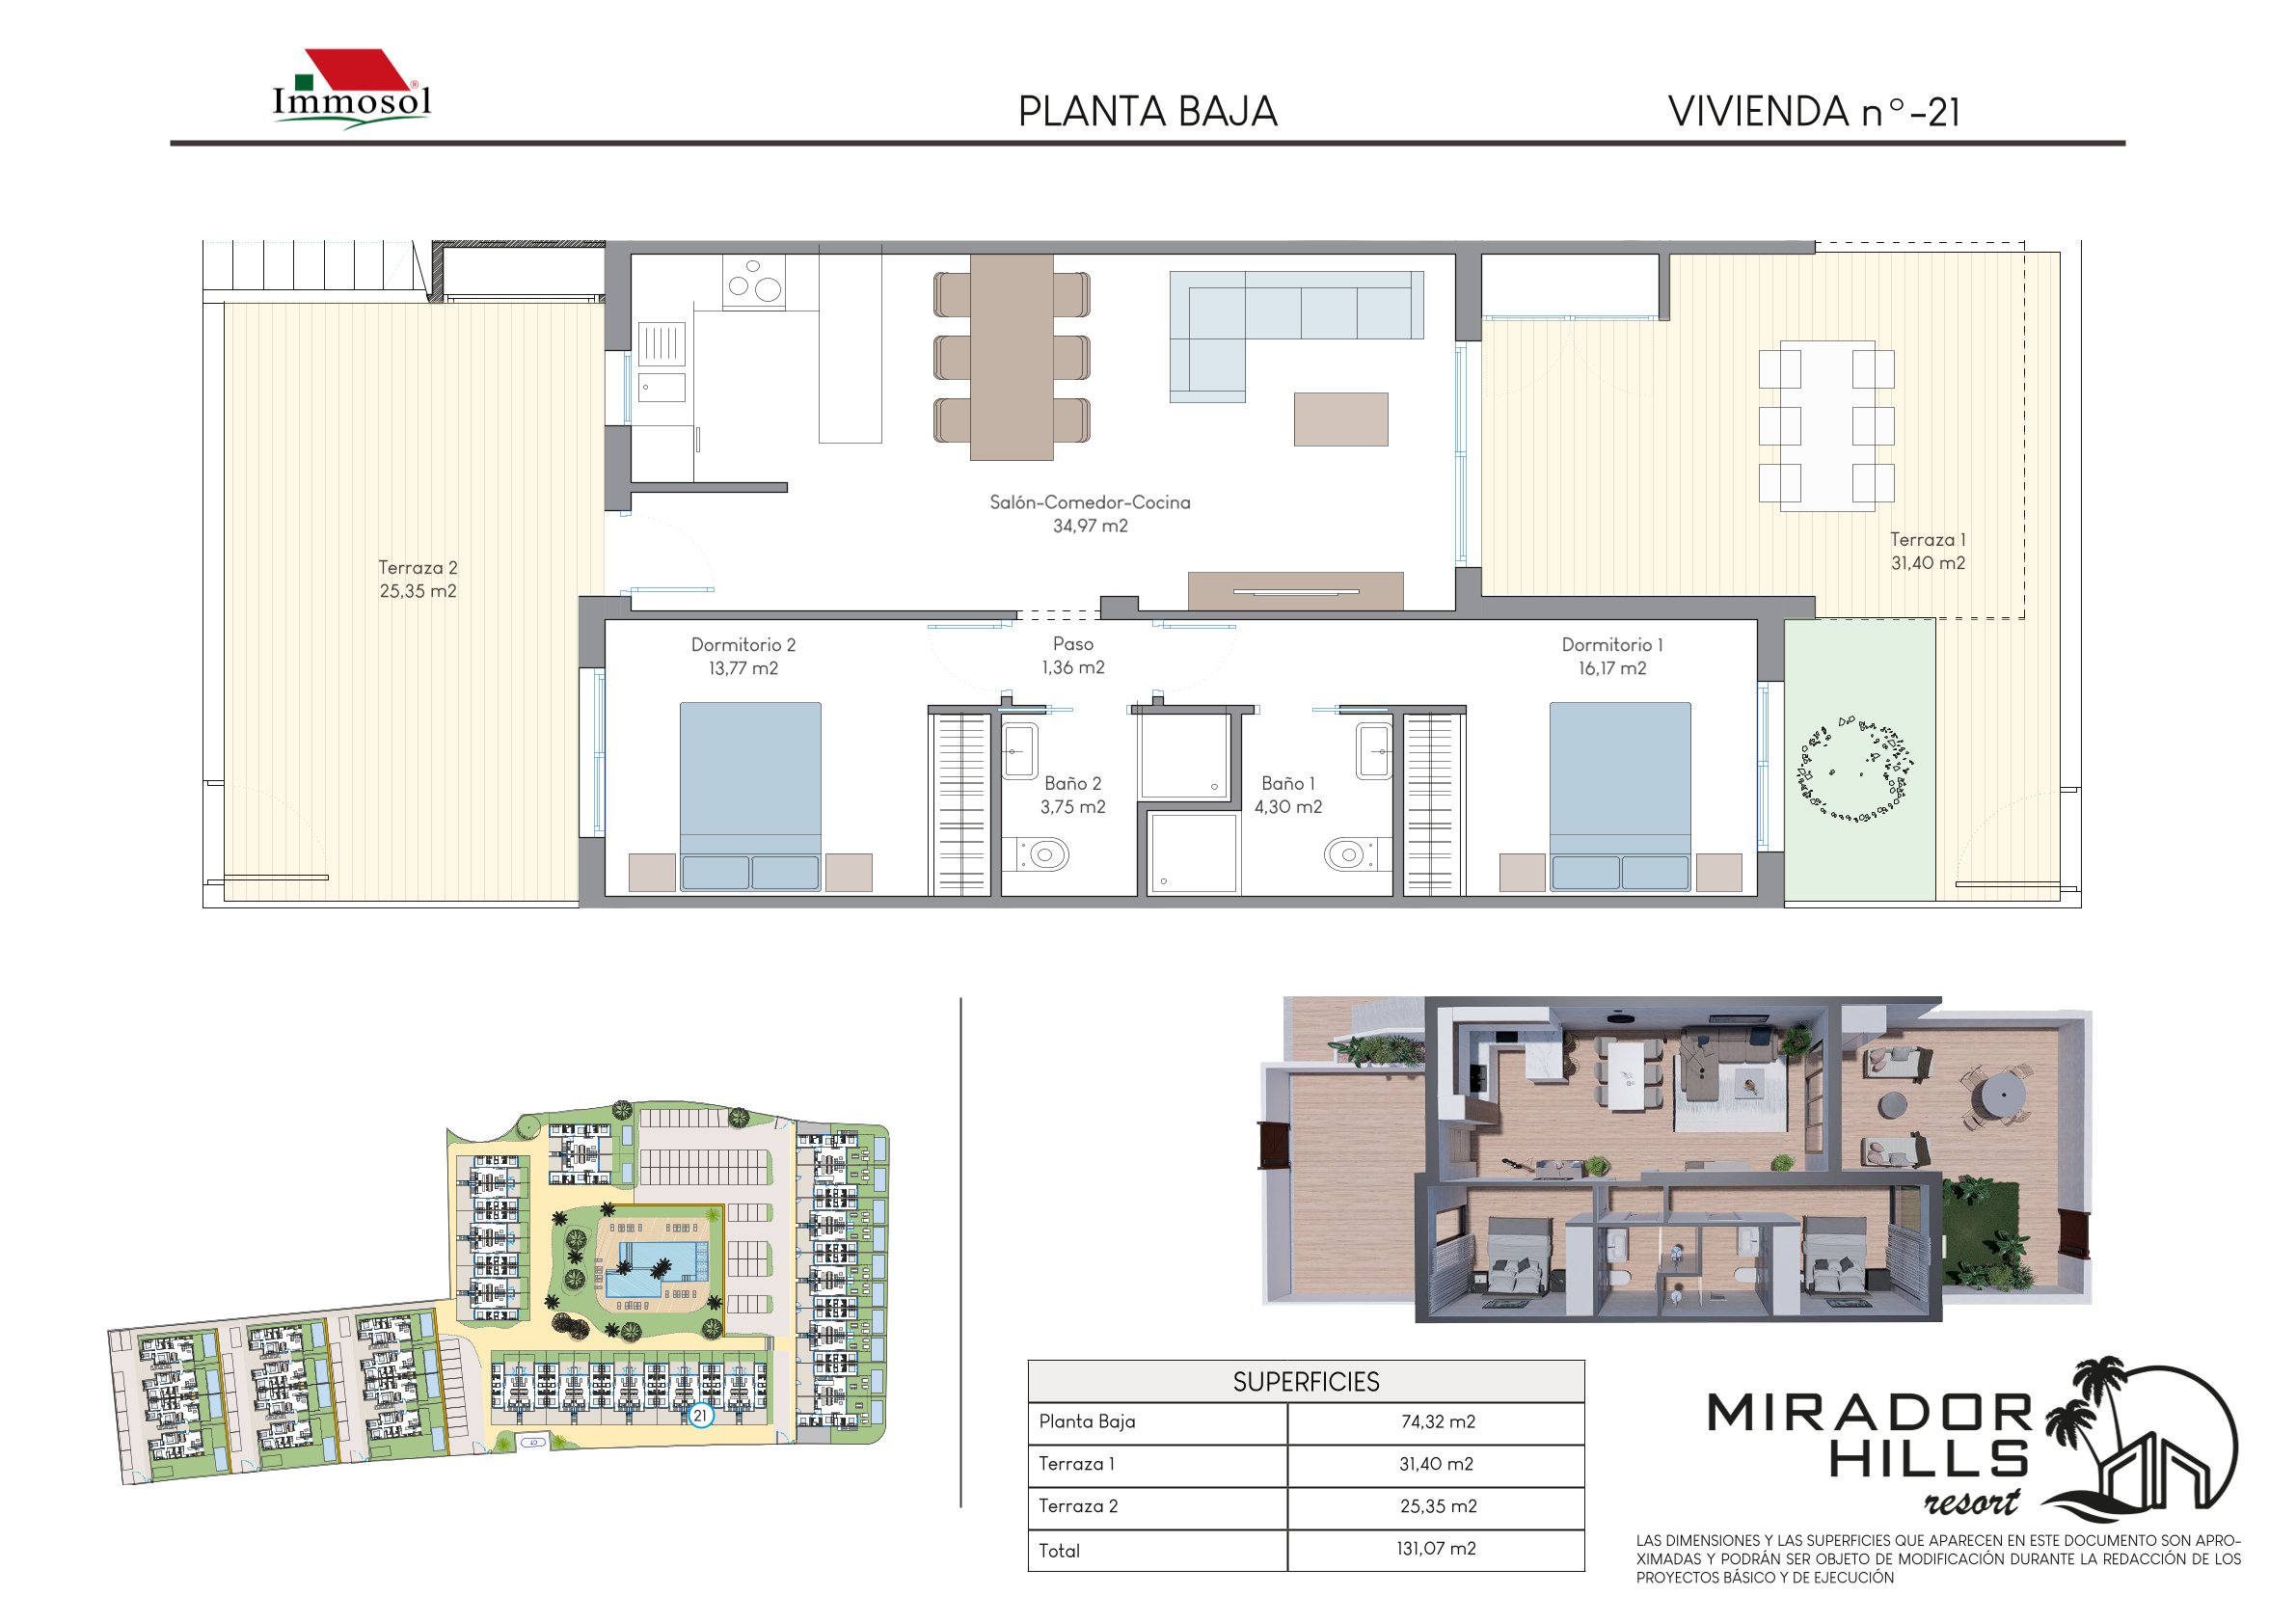 Immosol®
PLANTA BAJA
VIVIENDA nº-21
Salón-Comedor-Cocina
34,97 m2
Terraza 1
31,40 m2
Terraza 2
25,35 m2
Dormitorio 2
13,77 m2
Paso
1,36 m2
Dormitorio 1
16,17 m2
Baño 2
3,75 m2
Baño 1
4,30 m2
21
SUPERFICIES
Planta Baja 74,32 m2
Terraza 1 31,40 m2
Terraza 2 25,35 m2
Total 131,07 m2
MIRADOR
HILLS
resort
LAS DIMENSIONES Y LAS SUPERFICIES QUE APARECEN EN ESTE DOCUMENTO SON APRO-
XIMADAS Y PODRÁN SER OBJETO DE MODIFICACIÓN DURANTE LA REDACCIÓN DE LOS
PROYECTOS BÁSICO Y DE EJECUCIÓN